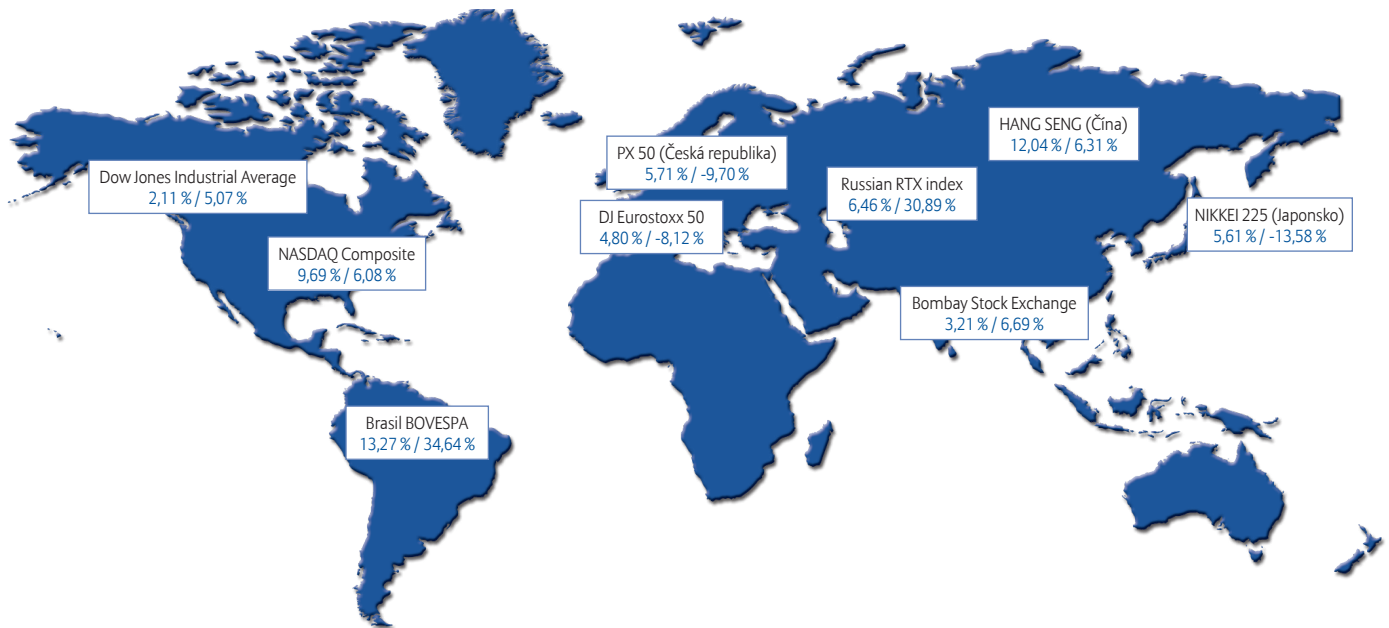 HANG SENG (Čína)
12,04 % / 6,31 %
PX 50 (Česká republika)
5,71 % / -9,70 %
Dow Jones Industrial Average
2,11 % / 5,07 %
Russian RTX index
6,46 % / 30,89 %
DJ Eurostoxx 50
4,80 % / -8,12 %
NIKKEI 225 (Japonsko)
5,61 % / -13,58 %
NASDAQ Composite
9,69 % / 6,08 %
Bombay Stock Exchange
3,21 % / 6,69 %
Brasil BOVESPA
13,27 % / 34,64 %